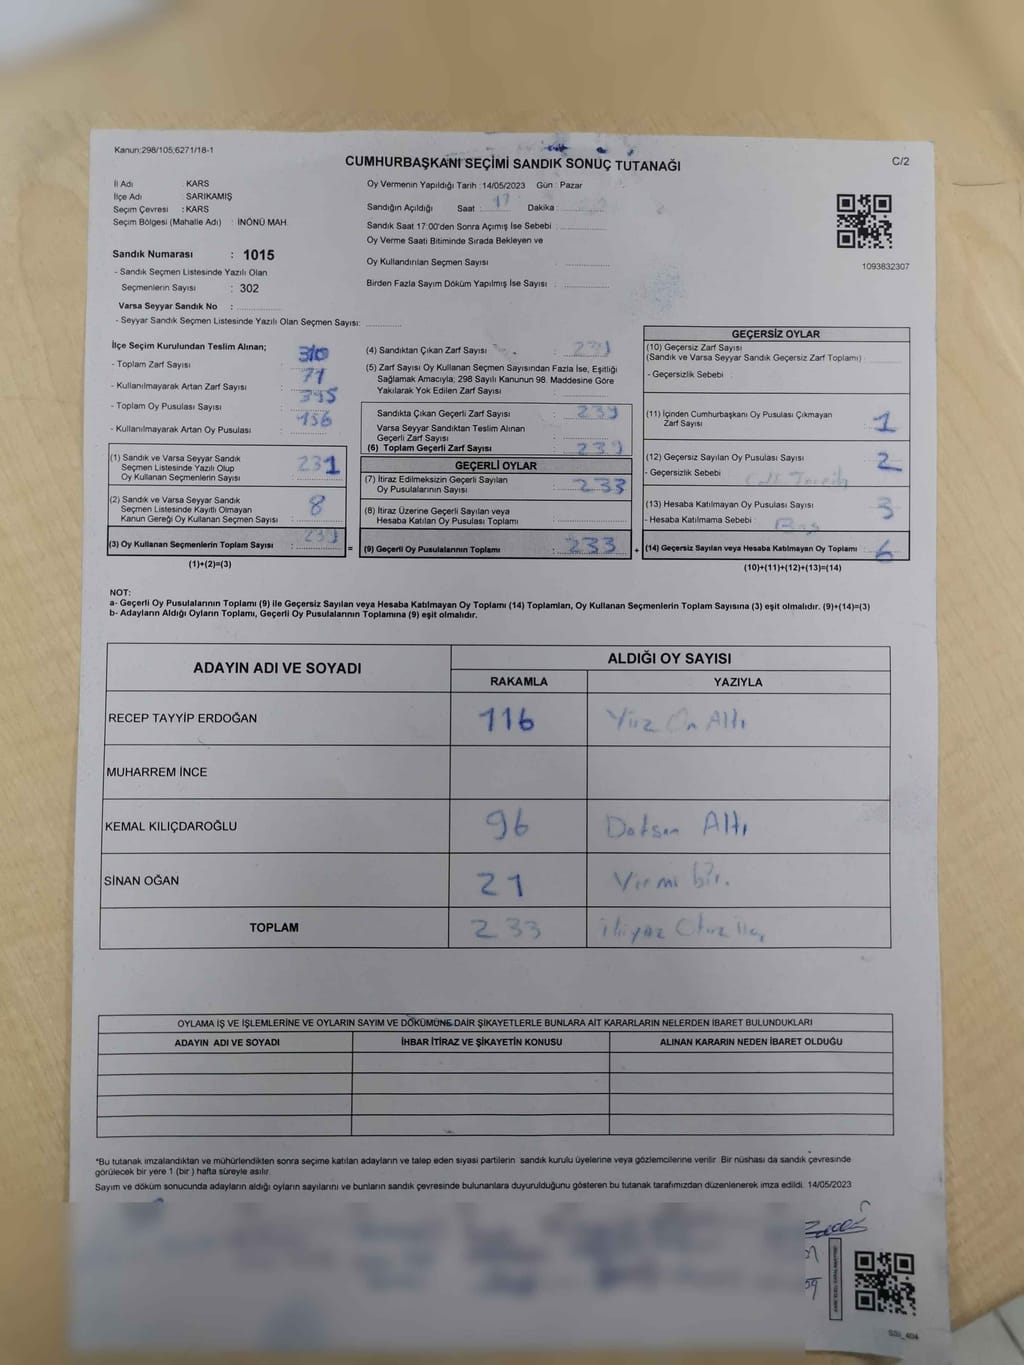 Kanun:298/105,6271/18-1
CUMHURBAŞKANI SEÇİMİ SANDIK SONUÇ TUTANAĞI
C/2
İl Adı : KARS
İlçe Adı : SARIKAMIŞ
Seçim Çevresi : KARS
Seçim Bölgesi (Mahalle Adı) : İNÖNÜ MAH.
Oy Vermenin Yapıldığı Tarih : 14/05/2023 Gün : Pazar
Sandığın Açıldığı Saat : 17 Dakika :
Sandık Saat 17:00'den Sonra Açımış İse Sebebi :
Oy Verme Saati Bitiminde Sırada Bekleyen ve
Oy Kullandırılan Seçmen Sayısı
Birden Fazla Sayım Döküm Yapılmış İse Sayısı :
1093832307
Sandık Numarası : 1015
- Sandık Seçmen Listesinde Yazılı Olan
Seçmenlerin Sayısı : 302
Varsa Seyyar Sandık No :
- Seyyar Sandık Seçmen Listesinde Yazılı Olan Seçmen Sayısı:
İlçe Seçim Kurulundan Teslim Alınan;
- Toplam Zarf Sayısı : 310
- Kullanılmayarak Artan Zarf Sayısı : 71
- Toplam Oy Pusulası Sayısı : 395
- Kullanılmayarak Artan Oy Pusulası : 156
(1) Sandık ve Varsa Seyyar Sandık
Seçmen Listesinde Yazılı Olup
Oy Kullanan Seçmenlerin Sayısı : 231
(2) Sandık ve Varsa Seyyar Sandık
Seçmen Listesinde Kayıtlı Olmayan
Kanun Gereği Oy Kullanan Seçmen Sayısı : 8
(3) Oy Kullanan Seçmenlerin Toplam Sayısı : 239
(1)+(2)=(3)
(4) Sandıktan Çıkan Zarf Sayısı : 239
(5) Zarf Sayısı Oy Kullanan Seçmen Sayısından Fazla İse, Eşitliği
Sağlamak Amacıyla; 298 Sayılı Kanunun 98. Maddesine Göre
Yakılarak Yok Edilen Zarf Sayısı :
Sandıkta Çıkan Geçerli Zarf Sayısı : 239
Varsa Seyyar Sandıktan Teslim Alınan
Geçerli Zarf Sayısı :
(6) Toplam Geçerli Zarf Sayısı : 239
GEÇERLİ OYLAR
(7) İtiraz Edilmeksizin Geçerli Sayılan
Oy Pusulalarının Sayısı : 233
(8) İtiraz Üzerine Geçerli Sayılan veya
Hesaba Katılan Oy Pusulası Toplamı :
= (9) Geçerli Oy Pusulalarının Toplamı : 233 +
GEÇERSİZ OYLAR
(10) Geçersiz Zarf Sayısı
(Sandık ve Varsa Seyyar Sandık Geçersiz Zarf Toplamı) :
- Geçersizlik Sebebi :
(11) İçinden Cumhurbaşkanı Oy Pusulası Çıkmayan
Zarf Sayısı : 1
(12) Geçersiz Sayılan Oy Pusulası Sayısı : 2
- Geçersizlik Sebebi :
(13) Hesaba Katılmayan Oy Pusulası Sayısı : 3
- Hesaba Katılmama Sebebi : Boş
(14) Geçersiz Sayılan veya Hesaba Katılmayan Oy Toplamı : 6
(10)+(11)+(12)+(13)=(14)
NOT:
a- Geçerli Oy Pusulalarının Toplamı (9) ile Geçersiz Sayılan veya Hesaba Katılmayan Oy Toplamı (14) Toplamları, Oy Kullanan Seçmenlerin Toplam Sayısına (3) eşit olmalıdır. (9)+(14)=(3)
b- Adayların Aldığı Oyların Toplamı, Geçerli Oy Pusulalarının Toplamına (9) eşit olmalıdır.
ADAYIN ADI VE SOYADI
ALDIĞI OY SAYISI
RAKAMLA YAZIYLA
RECEP TAYYİP ERDOĞAN 116 Yüz On Altı
MUHARREM İNCE
KEMAL KILIÇDAROĞLU 96 Doksan Altı
SİNAN OĞAN 21 Yirmi bir.
TOPLAM 233 ikiyüz Otuz Üç
OYLAMA İŞ VE İŞLEMLERİNE VE OYLARIN SAYIM VE DÖKÜMÜNE DAİR ŞİKAYETLERLE BUNLARA AİT KARARLARIN NELERDEN İBARET BULUNDUKLARI
ADAYIN ADI VE SOYADI İHBAR İTİRAZ VE ŞİKAYETİN KONUSU ALINAN KARARIN NEDEN İBARET OLDUĞU
*Bu tutanak imzalandıktan ve mühürlendikten sonra seçime katılan adayların ve talep eden siyasi partilerin sandık kurulu üyelerine veya gözlemcilerine verilir. Bir nüshası da sandık çevresinde
görülecek bir yere 1 (bir) hafta süreyle asılır.
Sayım ve döküm sonucunda adayların aldığı oyların sayılarını ve bunların sandık çevresinde bulunanlara duyurulduğunu gösteren bu tutanak tarafımızdan düzenlenerek imza edildi. 14/05/2023